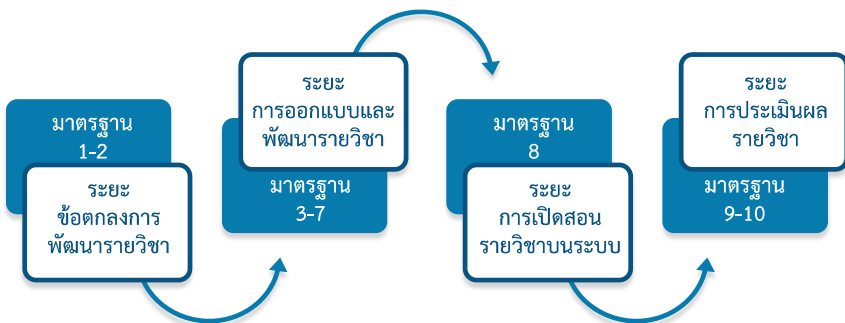 มาตรฐาน
1-2
ระยะ
ข้อตกลงการ
พัฒนารายวิชา
ระยะ
การออกแบบและ
พัฒนารายวิชา
มาตรฐาน
3-7
มาตรฐาน
8
ระยะ
การเปิดสอน
รายวิชาบนระบบ
ระยะ
การประเมินผล
รายวิชา
มาตรฐาน
9-10